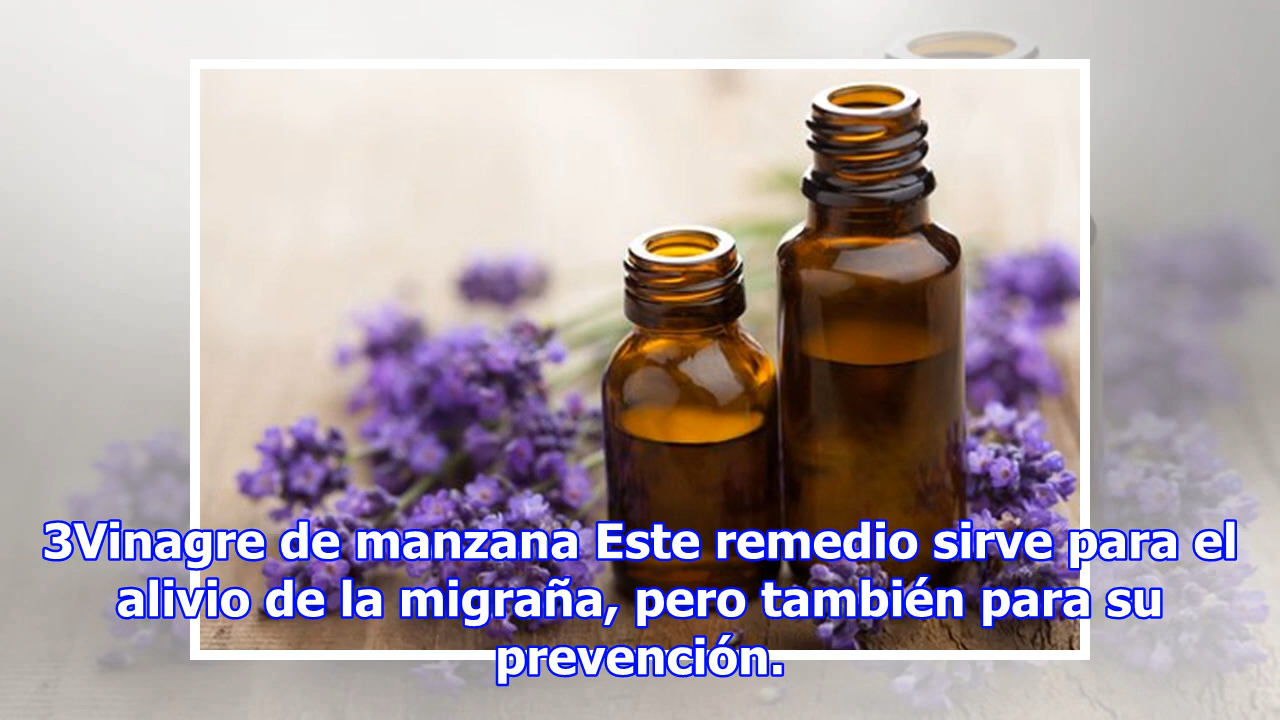 3Vinagre de manzana Este remedio sirve para el
alivio de la migraña, pero también para su
prevención.